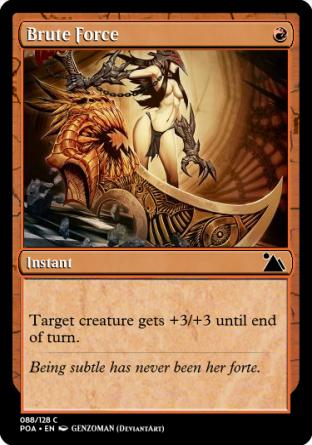 Brute Force
Instant
Target creature gets +3/+3 until end
of turn.
Being subtle has never been her forte.
088/128 C
POA • EN GENZOMAN (DEVIANTART)